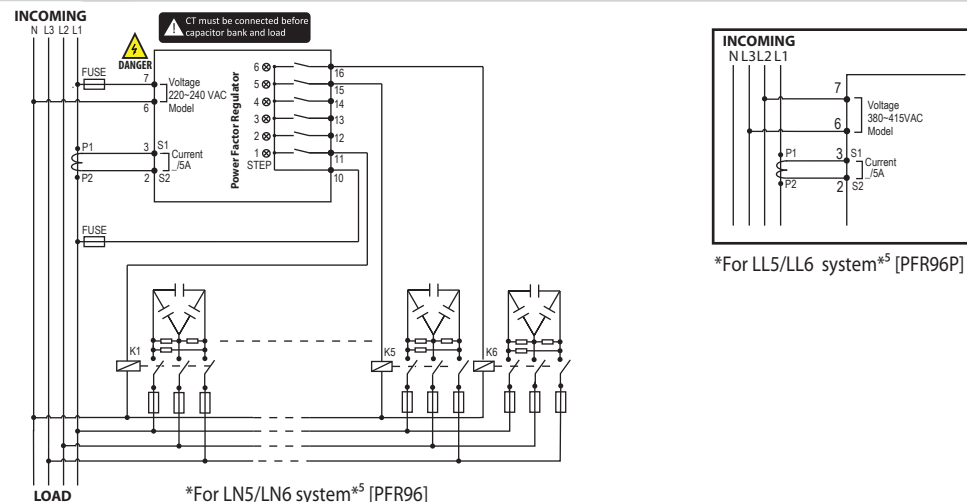 INCOMING
N L3 L2 L1
CT must be connected before
capacitor bank and load
DANGER
FUSE
7
Voltage
220~240 VAC
Model
6
P1
3
S1
Current
_/5A
P2
2
S2
Power Factor Regulator
6
16
5
15
4
14
3
13
2
12
1
11
STEP
10
FUSE
K1
K5
K6
LOAD
*For LN5/LN6 system*5 [PFR96]
INCOMING
N L3 L2 L1
7
Voltage
380~415VAC
Model
6
P1
3
S1
Current
_/5A
P2
2
S2
*For LL5/LL6 system*5 [PFR96P]